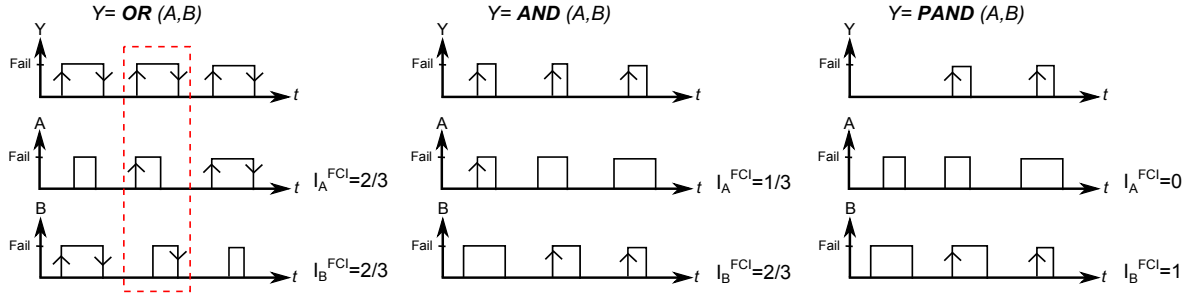 Y= OR (A,B)
Y= AND (A,B)
Y= PAND (A,B)
Y
Y
Y
Fail
t
Fail
t
Fail
t
A
A
A
Fail
t
I_A^FCI=2/3
Fail
t
I_A^FCI=1/3
Fail
t
I_A^FCI=0
B
B
B
Fail
t
I_B^FCI=2/3
Fail
t
I_B^FCI=2/3
Fail
t
I_B^FCI=1